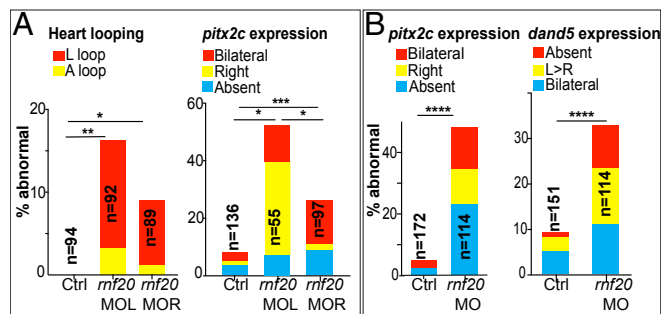 A
Heart looping
L loop
A loop
% abnormal
20
10
0
*
**
n=94
n=92
n=89
Ctrl
rnf20 MOL
rnf20 MOR
pitx2c expression
Bilateral
Right
Absent
60
40
20
0
***
*
*
n=136
n=55
n=97
Ctrl
rnf20 MOL
rnf20 MOR
B
pitx2c expression
Bilateral
Right
Absent
% abnormal
40
20
0
****
n=172
n=114
Ctrl
rnf20
MO
dand5 expression
Absent
L>R
Bilateral
30
20
10
0
****
n=151
n=114
Ctrl
rnf20
MO